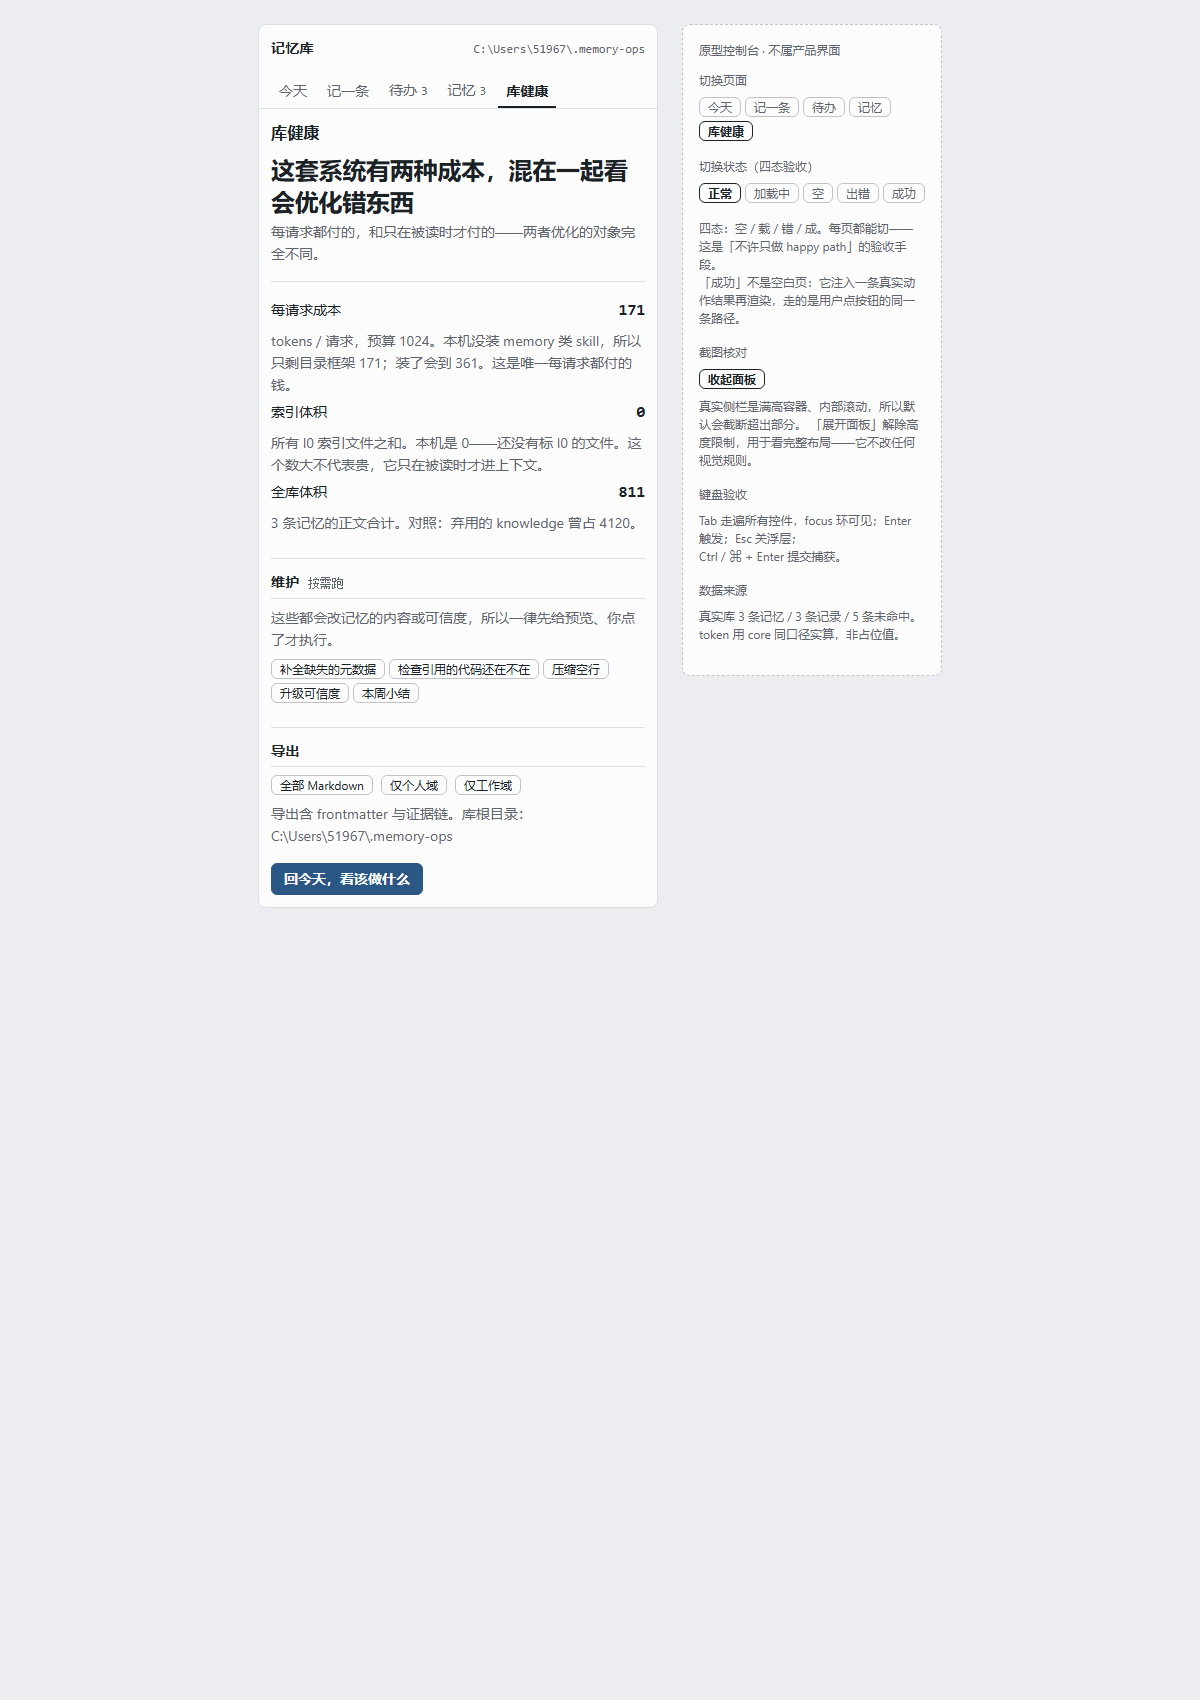 记忆库
C:\Users\51967\.memory-ops
今天 记一条 待办 3 记忆 3 库健康
库健康
这套系统有两种成本，混在一起看
会优化错东西
每请求都付的，和只在被读时才付的——两者优化的对象完
全不同。
每请求成本 171
tokens / 请求，预算 1024。本机没装 memory 类 skill，所以
只剩目录框架 171；装了会到 361。这是唯一每请求都付的
钱。
索引体积 0
所有 l0 索引文件之和。本机是 0——还没有标 l0 的文件。这
个数大不代表贵，它只在被读时才进上下文。
全库体积 811
3 条记忆的正文合计。对照：弃用的 knowledge 曾占 4120。
维护 按需跑
这些都会改记忆的内容或可信度，所以一律先给预览、你点
了才执行。
补全缺失的元数据 检查引用的代码还在不在 压缩空行
升级可信度 本周小结
导出
全部 Markdown 仅个人域 仅工作域
导出含 frontmatter 与证据链。库根目录：
C:\Users\51967\.memory-ops
回今天，看该做什么
原型控制台 · 不属产品界面
切换页面
今天 记一条 待办 记忆
库健康
切换状态（四态验收）
正常 加载中 空 出错 成功
四态：空 / 载 / 错 / 成。每页都能切——
这是「不许只做 happy path」的验收手
段。
「成功」不是空白页：它注入一条真实动
作结果再渲染，走的是用户点按钮的同一
条路径。
截图核对
收起面板
真实侧栏是满高容器、内部滚动，所以默
认会截断超出部分。「展开面板」解除高
度限制，用于看完整布局——它不改任何
视觉规则。
键盘验收
Tab 走遍所有控件，focus 环可见；Enter
触发；Esc 关浮层；
Ctrl / ⌘ + Enter 提交捕获。
数据来源
真实库 3 条记忆 / 3 条记录 / 5 条未命中。
token 用 core 同口径实算，非占位值。